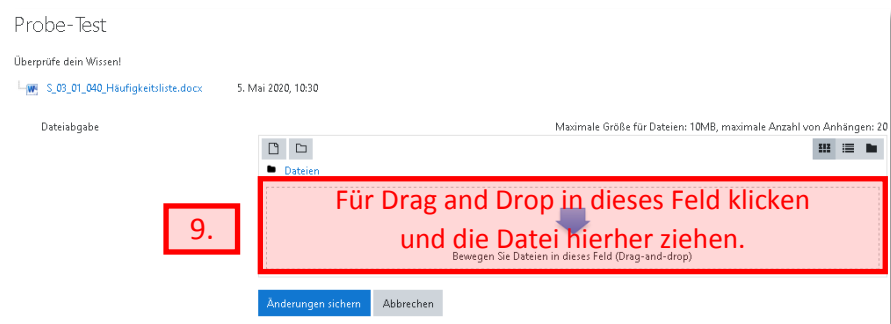 Probe-Test
Überprüfe dein Wissen!
S_03_01_040_Häufigkeitsliste.docx 5. Mai 2020, 10:30
Dateiabgabe Maximale Größe für Dateien: 10MB, maximale Anzahl von Anhängen: 20
Dateien
9.
Für Drag and Drop in dieses Feld klicken
und die Datei hierher ziehen.
Bewegen Sie Dateien in dieses Feld (Drag-and-drop)
Änderungen sichern Abbrechen